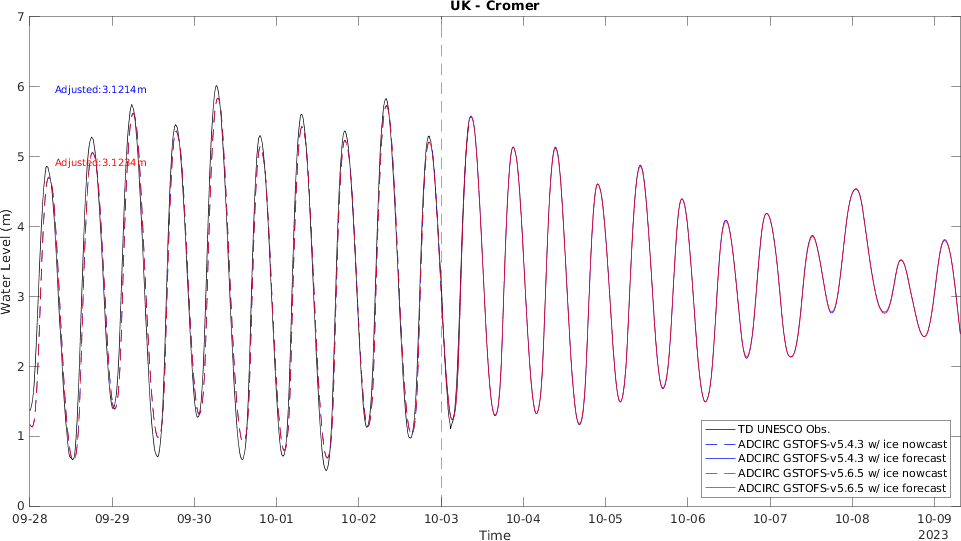 UK - Cromer
7
6
5
4
3
2
1
0
Water Level (m)
Adjusted:3.1214m
Adjusted:3.1234m
TD UNESCO Obs.
ADCIRC GSTOFS-v5.4.3 w/ ice nowcast
ADCIRC GSTOFS-v5.4.3 w/ ice forecast
ADCIRC GSTOFS-v5.6.5 w/ ice nowcast
ADCIRC GSTOFS-v5.6.5 w/ ice forecast
09-28 09-29 09-30 10-01 10-02 10-03 10-04 10-05 10-06 10-07 10-08 10-09
Time 2023